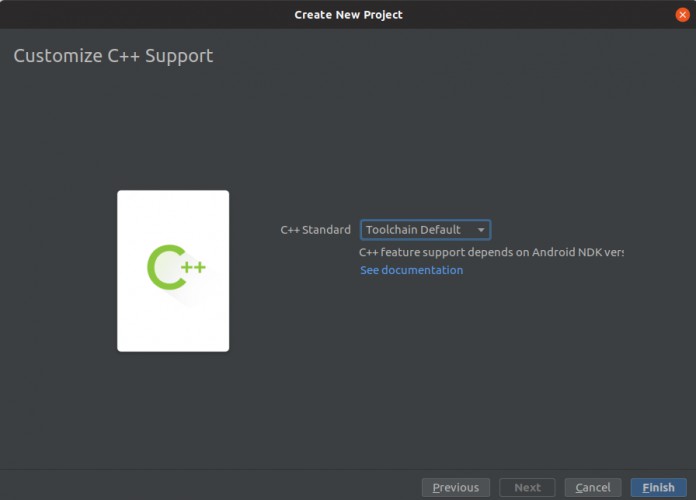 Create New Project
Customize C++ Support
C++
C++ Standard Toolchain Default
C++ feature support depends on Android NDK
See documentation
Previous Next Cancel Finish